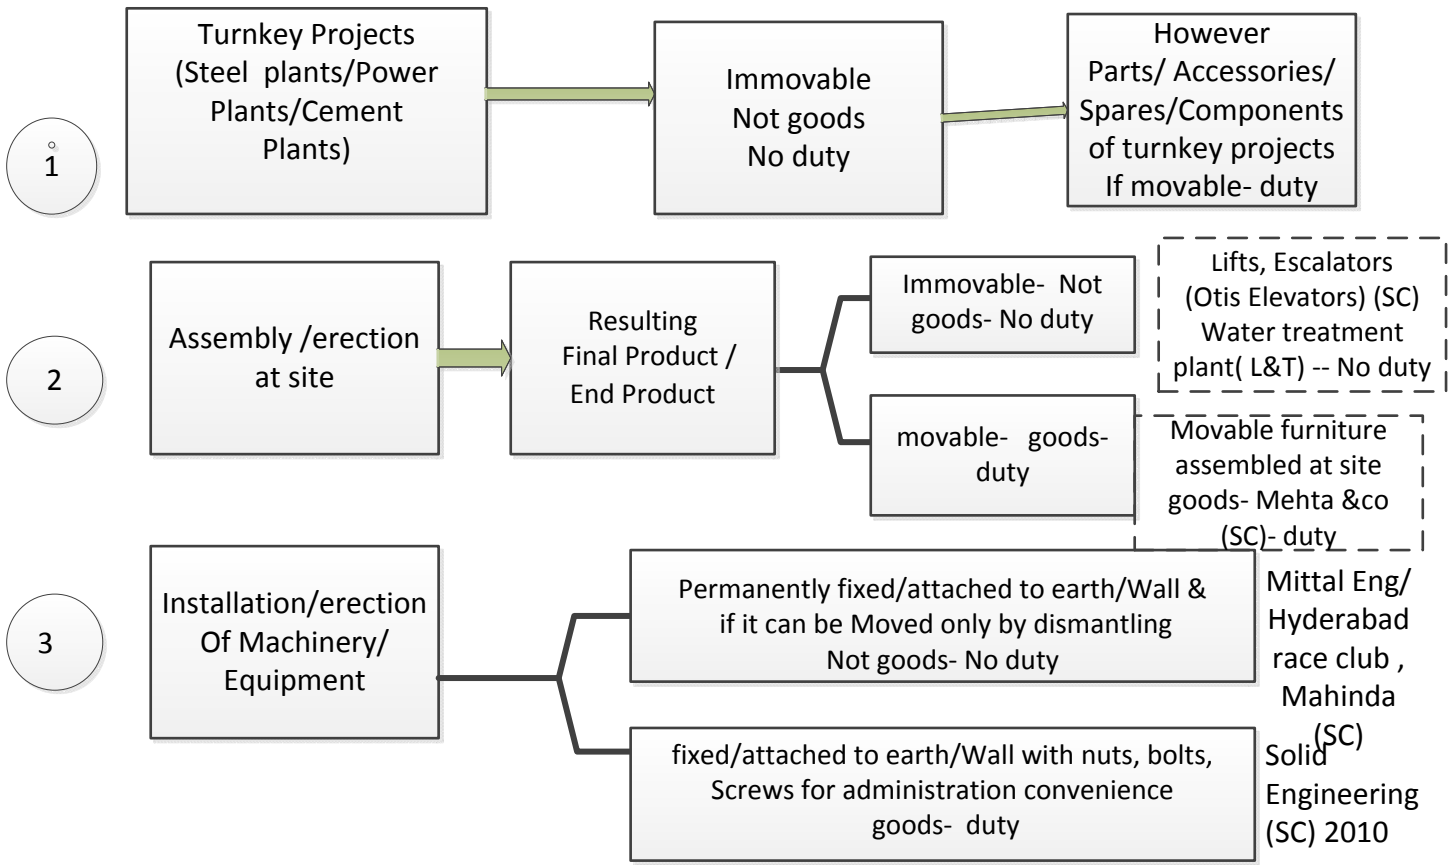 Turnkey Projects
(Steel plants/Power
Plants/Cement
Plants)
Immovable
Not goods
No duty
However
Parts/ Accessories/
Spares/Components
of turnkey projects
If movable- duty
1
Assembly /erection
at site
Resulting
Final Product /
End Product
Immovable- Not
goods- No duty
Lifts, Escalators
(Otis Elevators) (SC)
Water treatment
plant( L&T) -- No duty
2
movable- goods-
duty
Movable furniture
assembled at site
goods- Mehta &co
(SC)- duty
3
Installation/erection
Of Machinery/
Equipment
Permanently fixed/attached to earth/Wall &
if it can be Moved only by dismantling
Not goods- No duty
Mittal Eng/
Hyderabad
race club ,
Mahinda
(SC)
fixed/attached to earth/Wall with nuts, bolts,
Screws for administration convenience
goods- duty
Solid
Engineering
(SC) 2010